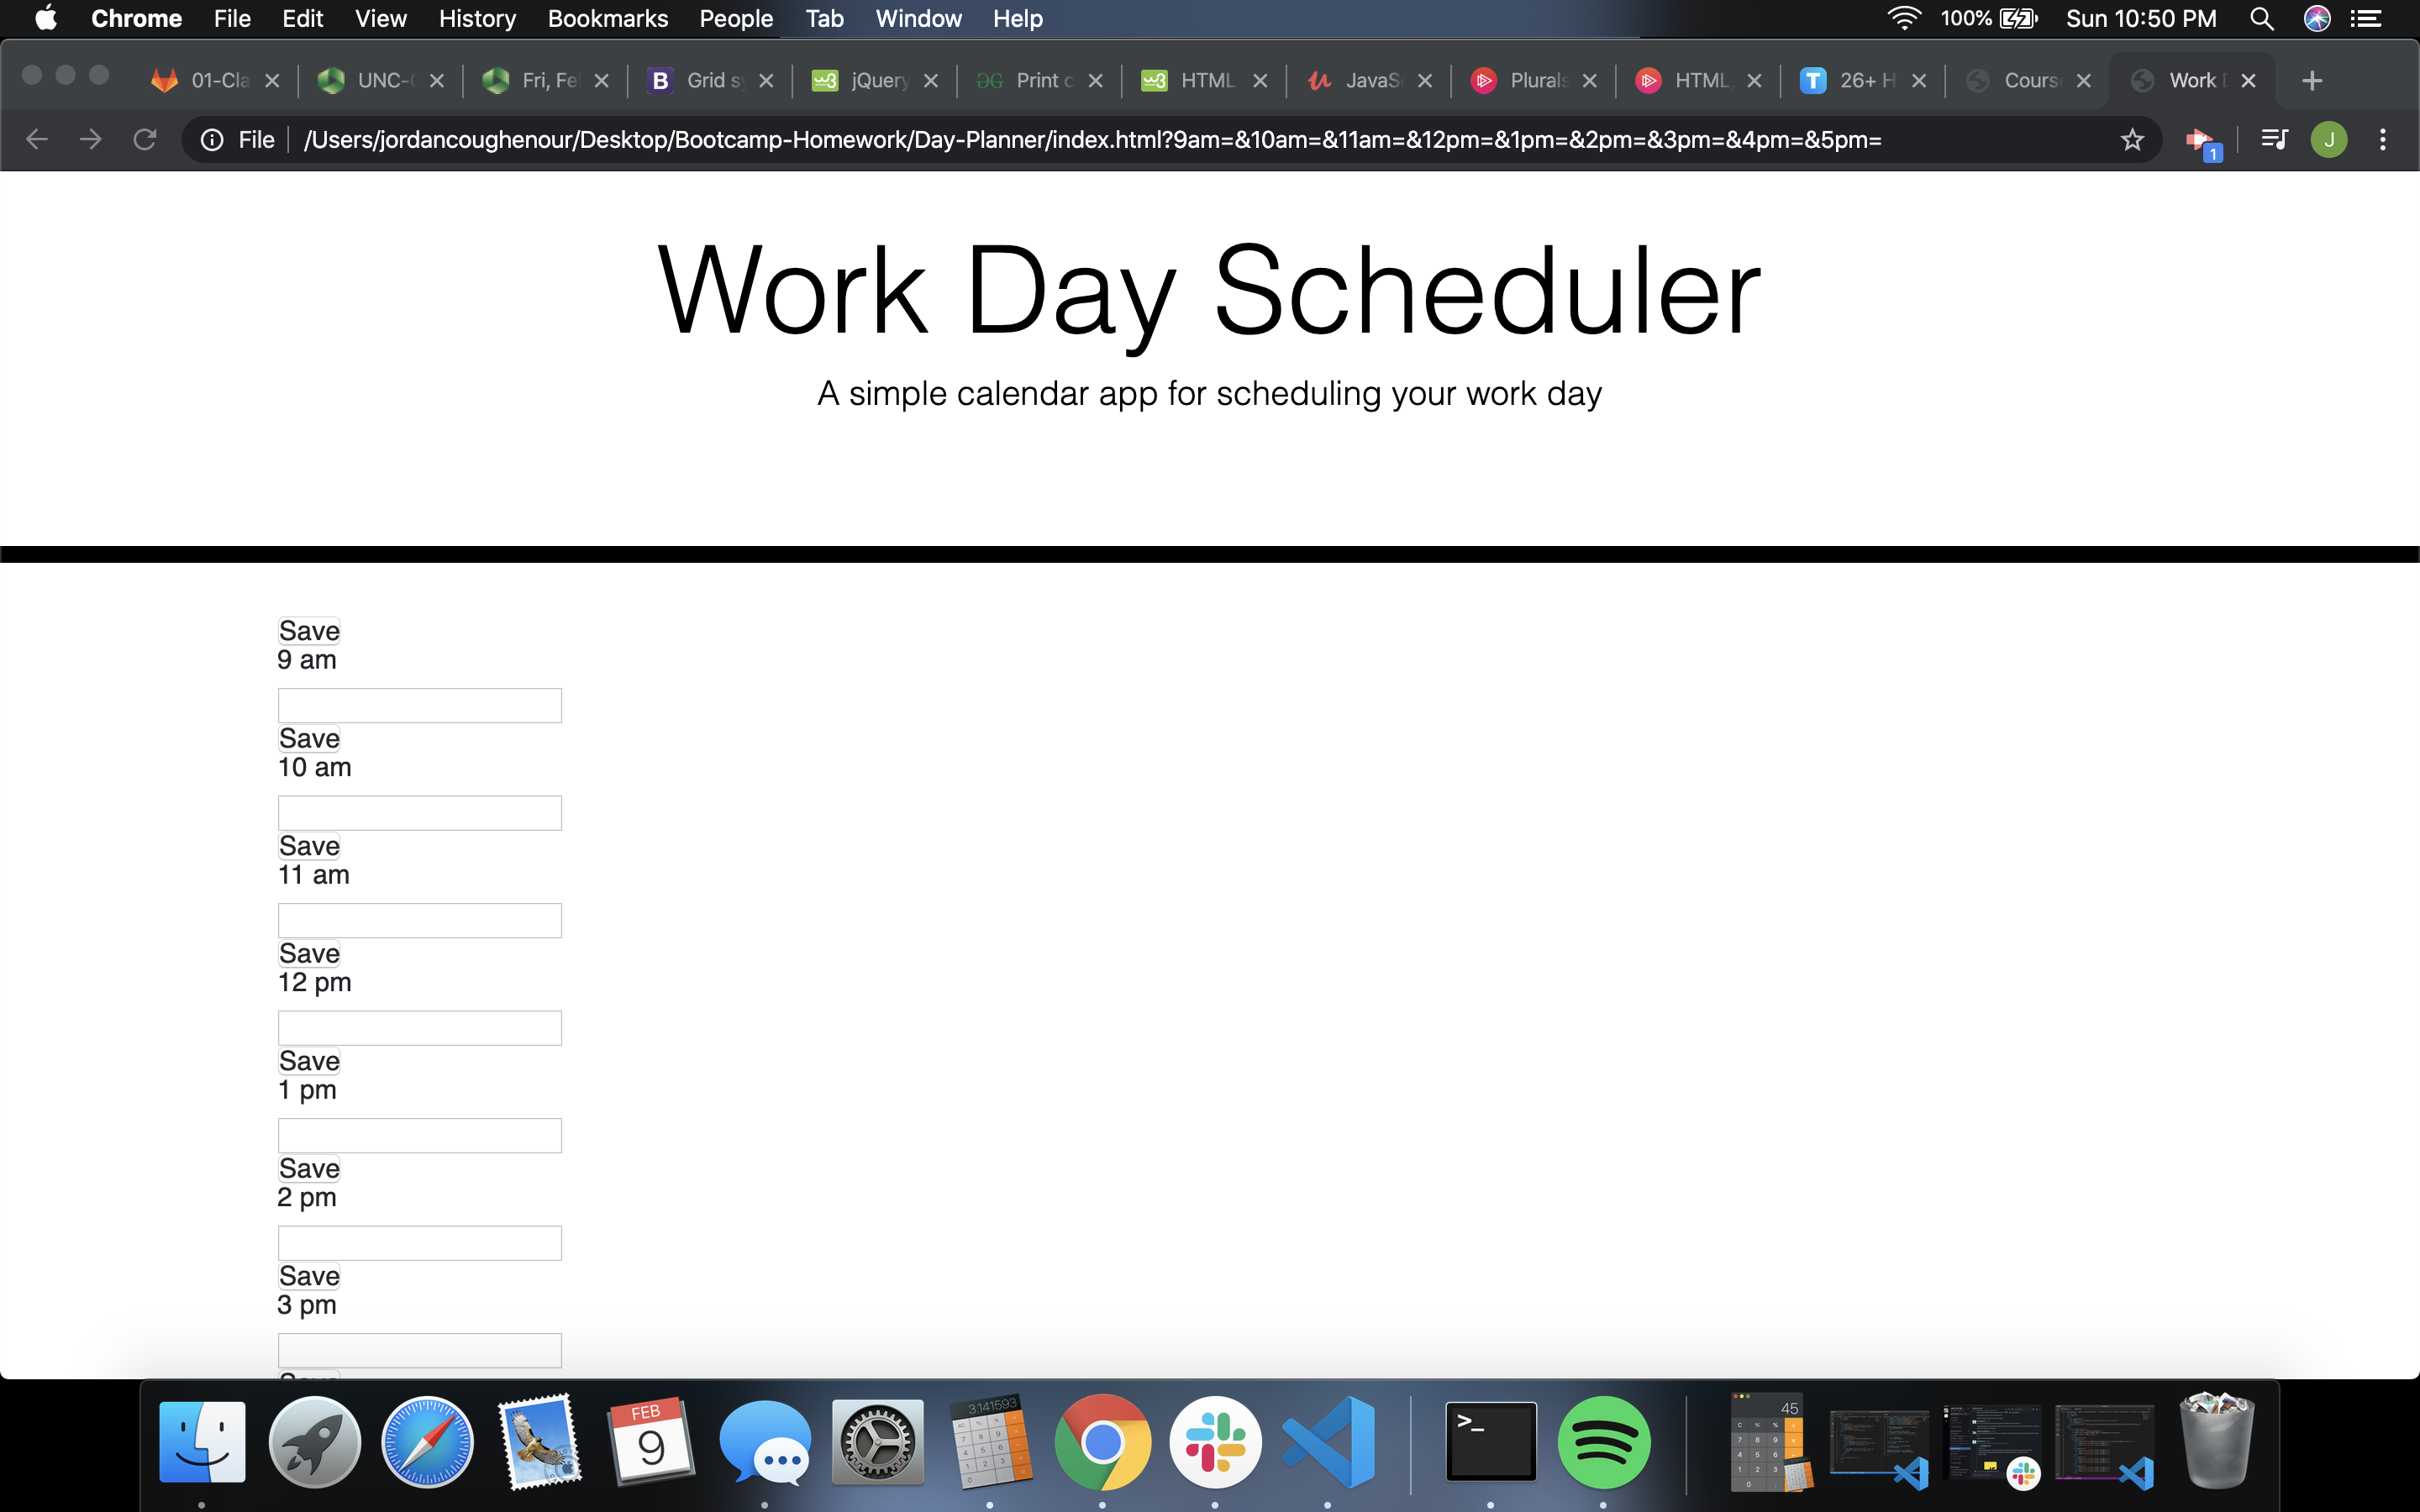 Chrome File Edit View History Bookmarks People Tab Window Help 100% Sun 10:50 PM
01-Cla UNC- Fri, Fe Grid sy jQuery Print c HTML JavaS Plurals HTML 26+ H Cours Work
File /Users/jordancoughenour/Desktop/Bootcamp-Homework/Day-Planner/index.html?9am=&10am=&11am=&12pm=&1pm=&2pm=&3pm=&4pm=&5pm= 1 J
Work Day Scheduler
A simple calendar app for scheduling your work day
Save
9 am
Save
10 am
Save
11 am
Save
12 pm
Save
1 pm
Save
2 pm
Save
3 pm
FEB
9
3.141593
45